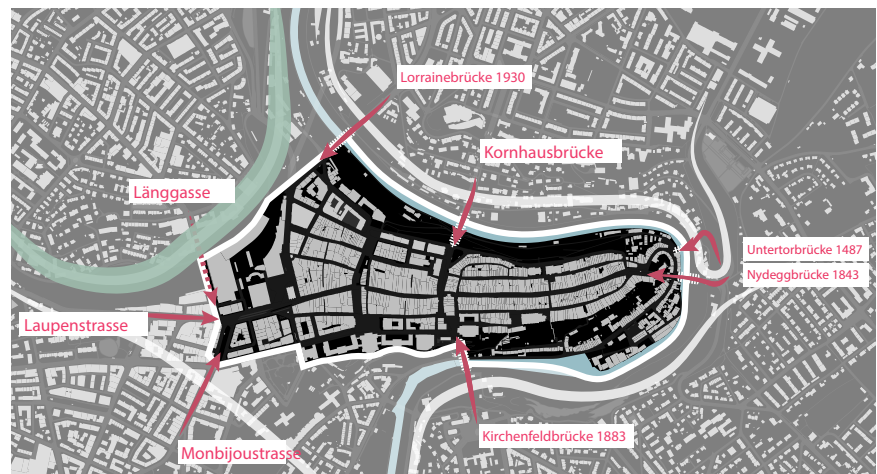 Lorrainebrücke 1930
Kornhausbrücke
Länggasse
Untertorbrücke 1487
Nydeggbrücke 1843
Laupenstrasse
Kirchenfeldbrücke 1883
Monbijoustrasse